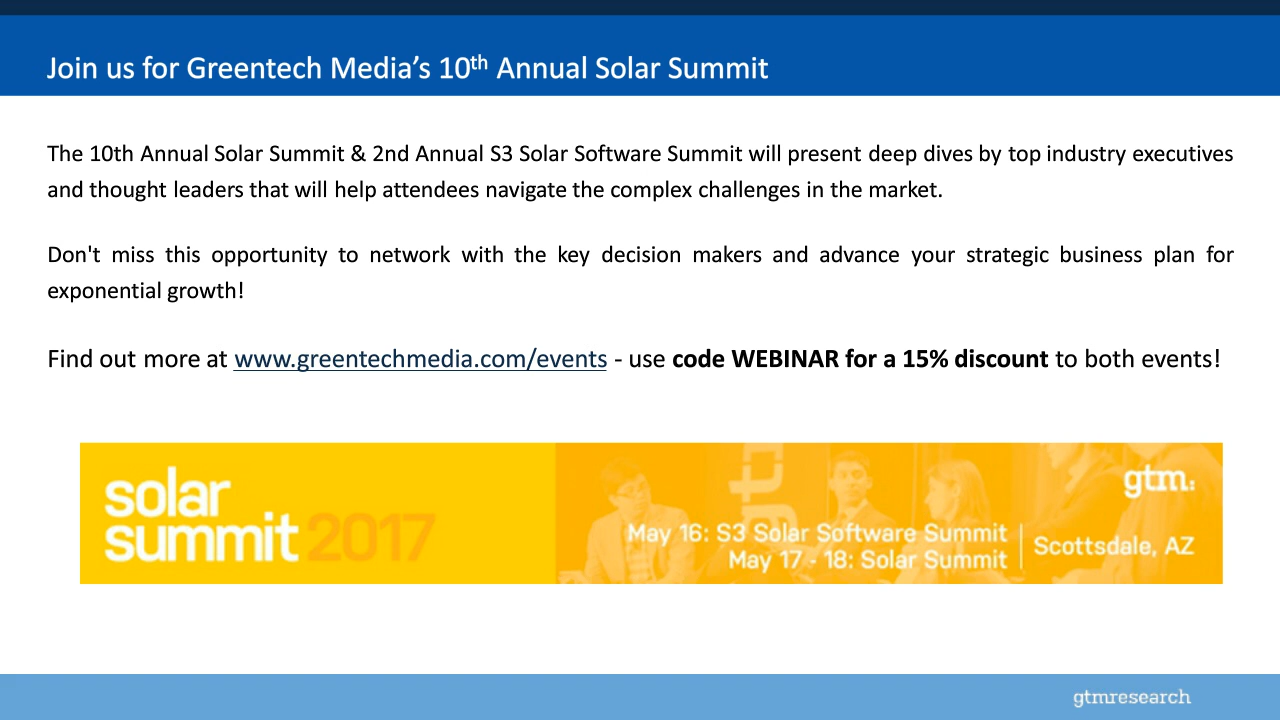 Join us for Greentech Media’s 10th Annual Solar Summit
The 10th Annual Solar Summit & 2nd Annual S3 Solar Software Summit will present deep dives by top industry executives
and thought leaders that will help attendees navigate the complex challenges in the market.
Don't miss this opportunity to network with the key decision makers and advance your strategic business plan for
exponential growth!
Find out more at www.greentechmedia.com/events - use code WEBINAR for a 15% discount to both events!
solar
summit 2017
gtm
gtm:
May 16: S3 Solar Software Summit
May 17 - 18: Solar Summit
Scottsdale, AZ
gtmresearch